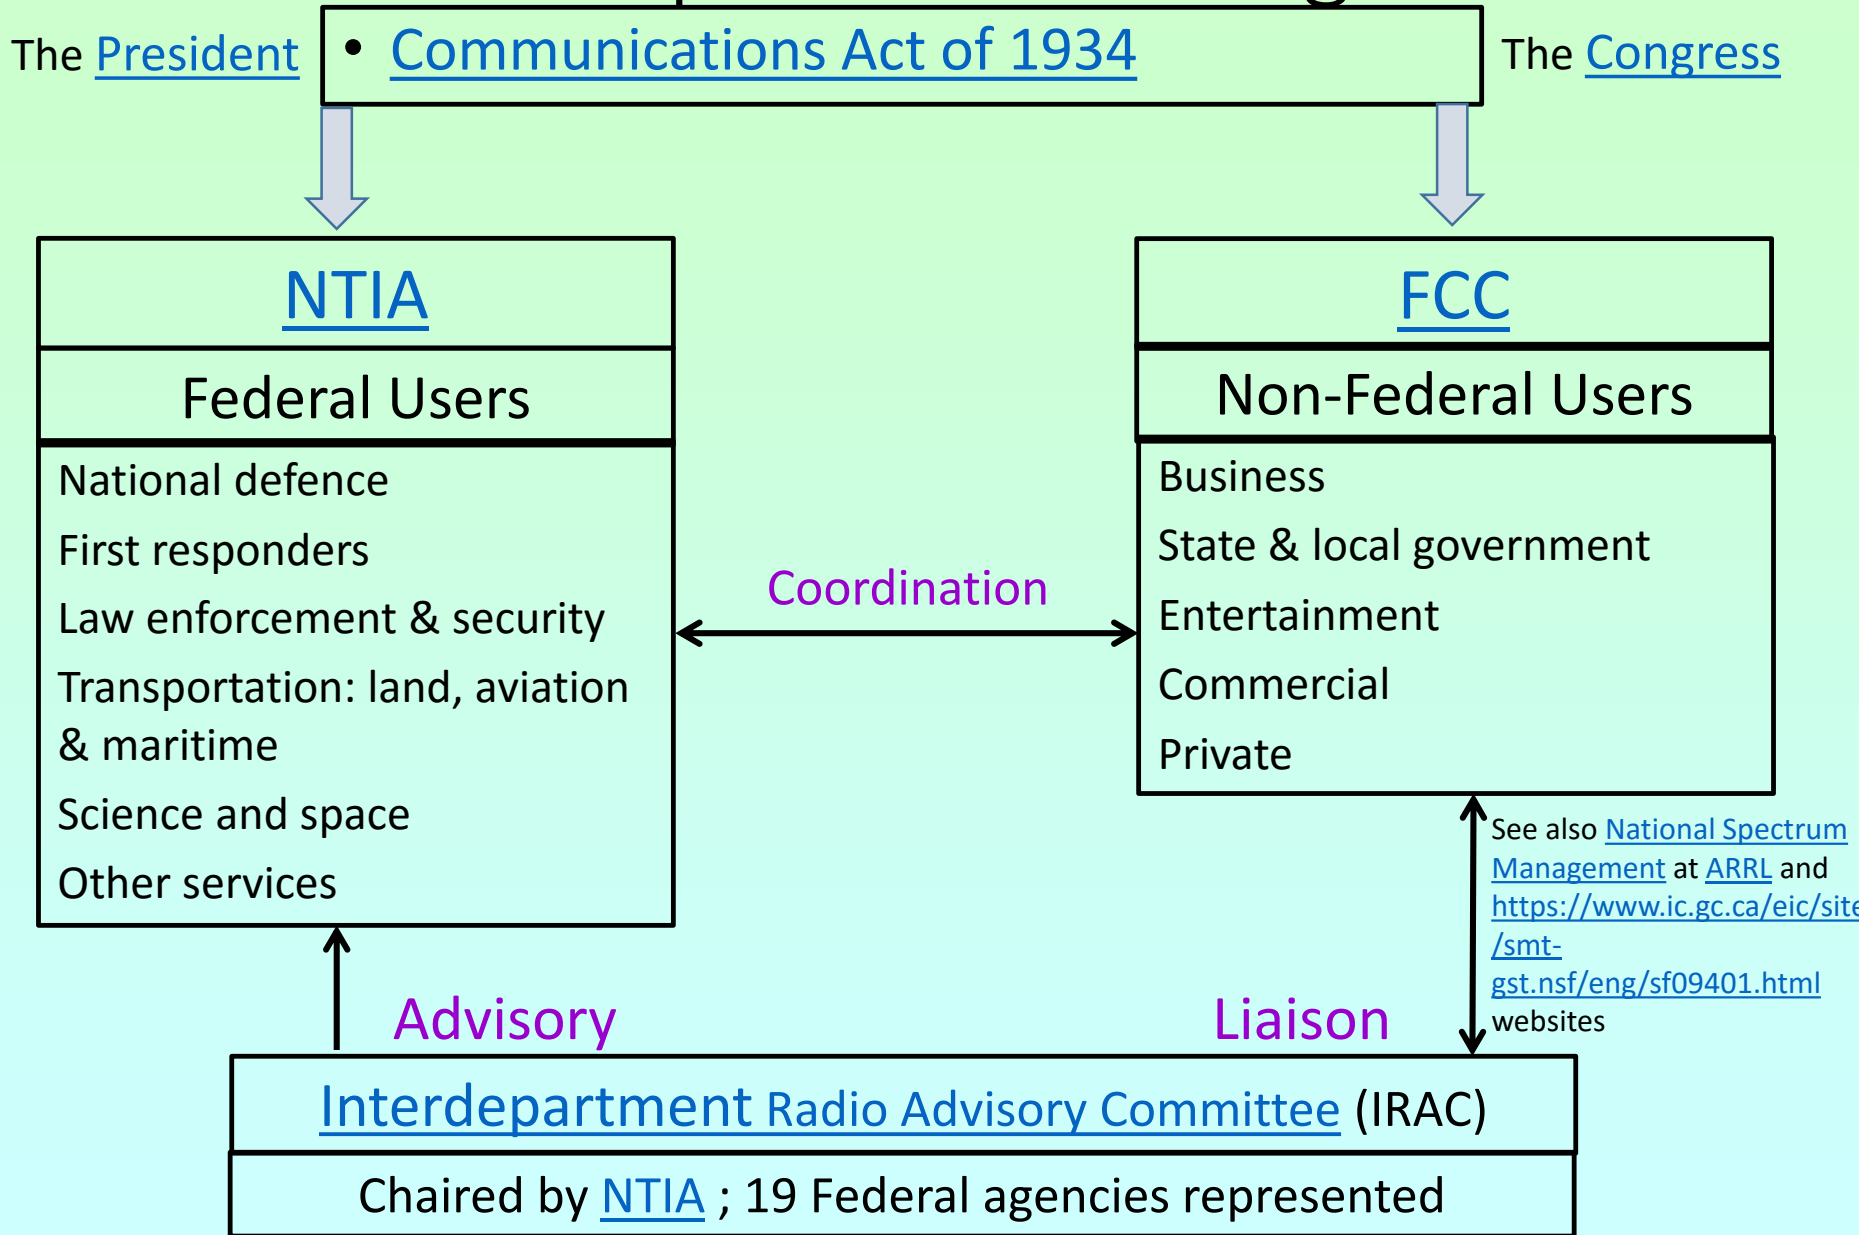 The President
• Communications Act of 1934
The Congress
NTIA
Federal Users
National defence
First responders
Law enforcement & security
Transportation: land, aviation
& maritime
Science and space
Other services
Coordination
FCC
Non-Federal Users
Business
State & local government
Entertainment
Commercial
Private
See also National Spectrum
Management at ARRL and
https://www.ic.gc.ca/eic/site
/smt-
gst.nsf/eng/sf09401.html
websites
Advisory
Liaison
Interdepartment Radio Advisory Committee (IRAC)
Chaired by NTIA ; 19 Federal agencies represented